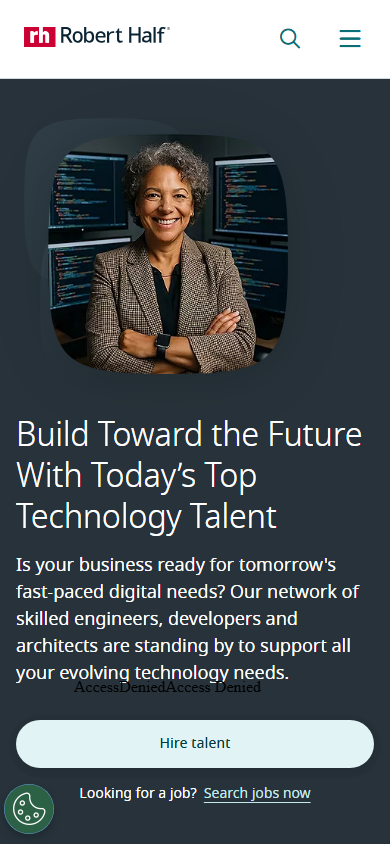 rh Robert Half®
Build Toward the Future
With Today's Top
Technology Talent
Is your business ready for tomorrow's
fast-paced digital needs? Our network of
skilled engineers, developers and
architects are standing by to support all
your evolving technology needs.
AccessDeniedAccess Denied
Hire talent
Looking for a job? Search jobs now